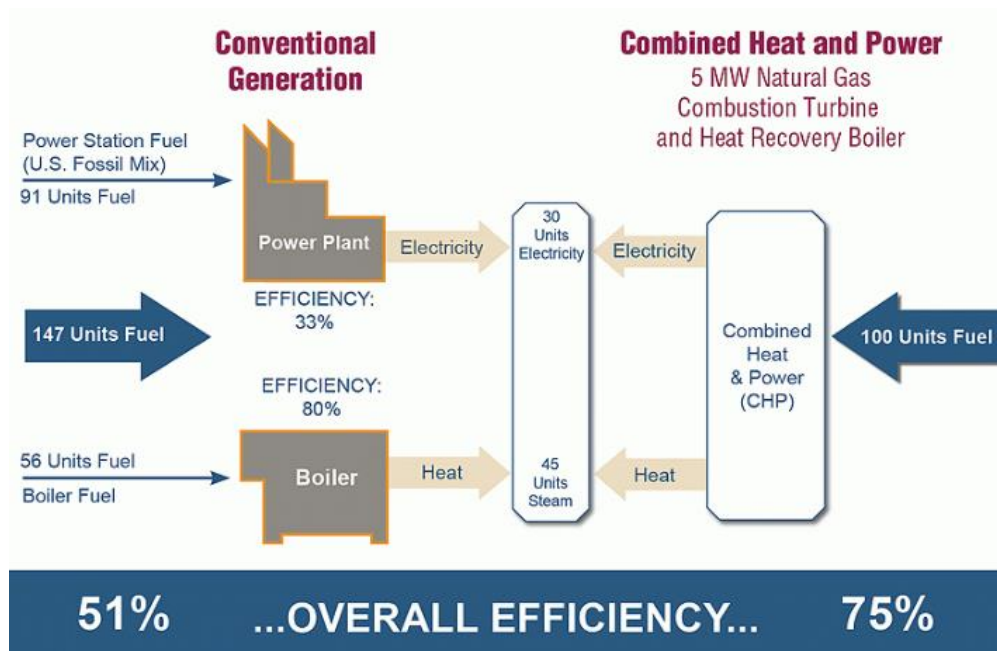 Conventional
Generation
Combined Heat and Power
5 MW Natural Gas
Combustion Turbine
and Heat Recovery Boiler
Power Station Fuel
(U.S. Fossil Mix)
91 Units Fuel
Power Plant
Electricity
30
Units
Electricity
Electricity
EFFICIENCY:
33%
147 Units Fuel
Combined
Heat
& Power
(CHP)
100 Units Fuel
EFFICIENCY:
80%
56 Units Fuel
Boiler Fuel
Boiler
Heat
45
Units
Steam
Heat
51% ...OVERALL EFFICIENCY... 75%